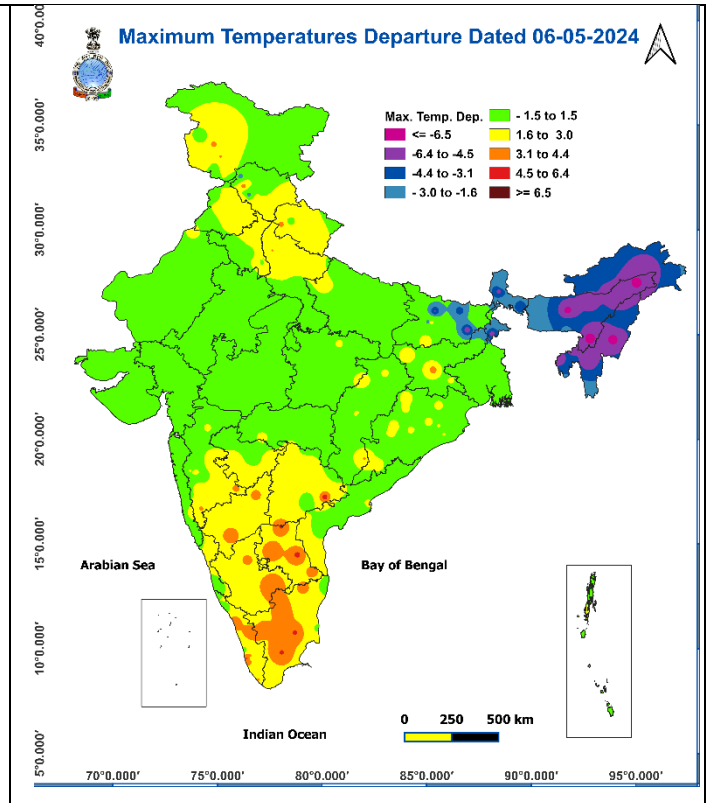 Maximum Temperatures Departure Dated 06-05-2024
Max. Temp. Dep.
<= -6.5
-6.4 to -4.5
-4.4 to -3.1
- 3.0 to -1.6
- 1.5 to 1.5
1.6 to 3.0
3.1 to 4.4
4.5 to 6.4
>= 6.5
40°0.000'
35°0.000'
30°0.000'
25°0.000'
20°0.000'
15°0.000'
10°0.000'
5°0.000'
Arabian Sea
Bay of Bengal
Indian Ocean
0 250 500 km
70°0.000' 75°0.000' 80°0.000' 85°0.000' 90°0.000' 95°0.000'